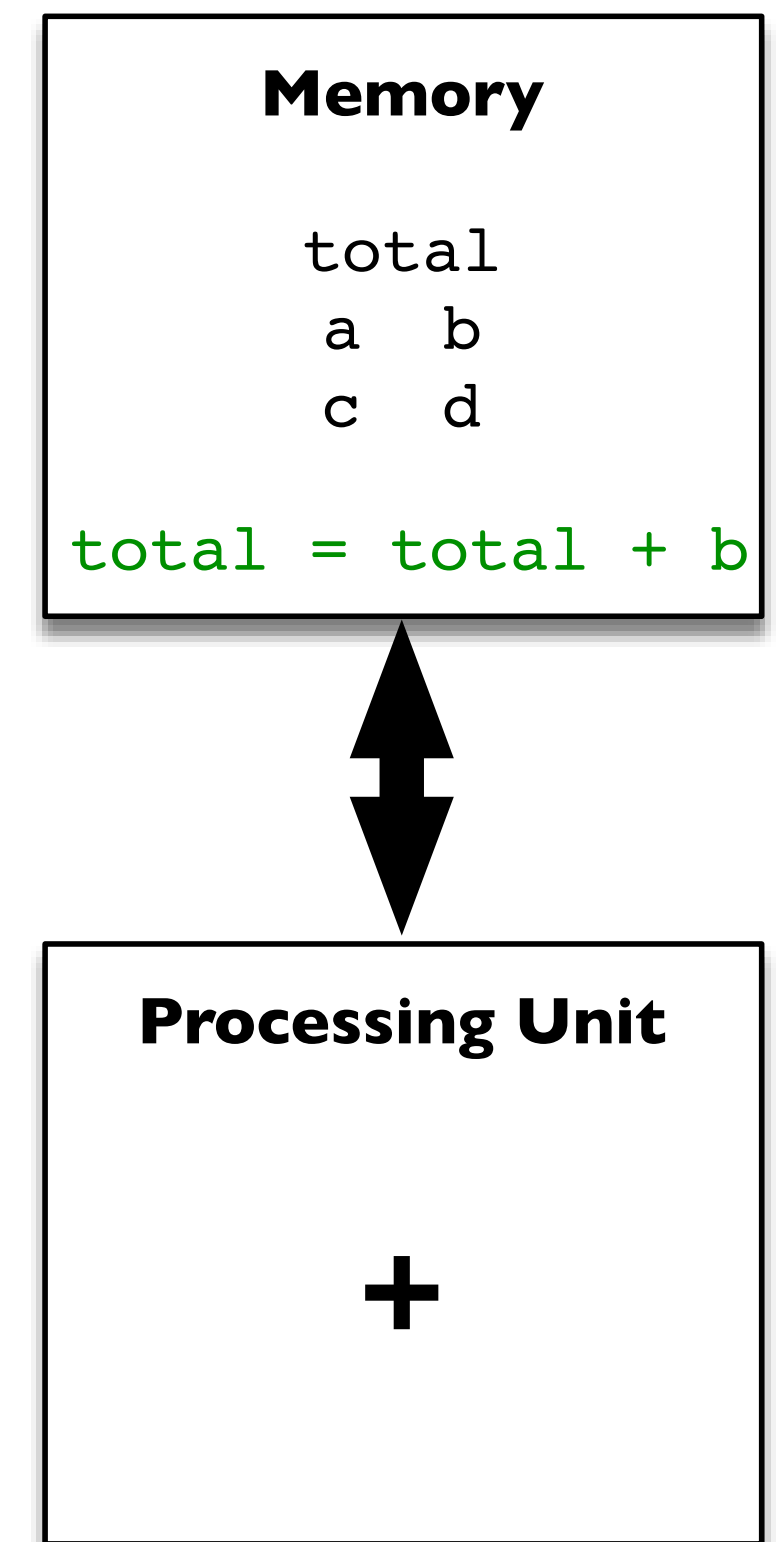 Memory
total
a b
c d
total = total + b
Processing Unit
+